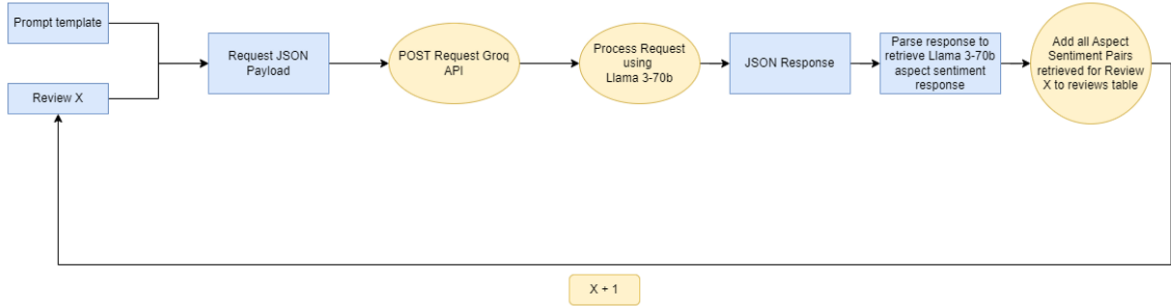 Prompt template
Review X
Request JSON
Payload
POST Request Groq
API
Process Request
using
Llama 3-70b
JSON Response
Parse response to
retrieve Llama 3-70b
aspect sentiment
response
Add all Aspect
Sentiment Pairs
retrieved for Review
X to reviews table
X + 1